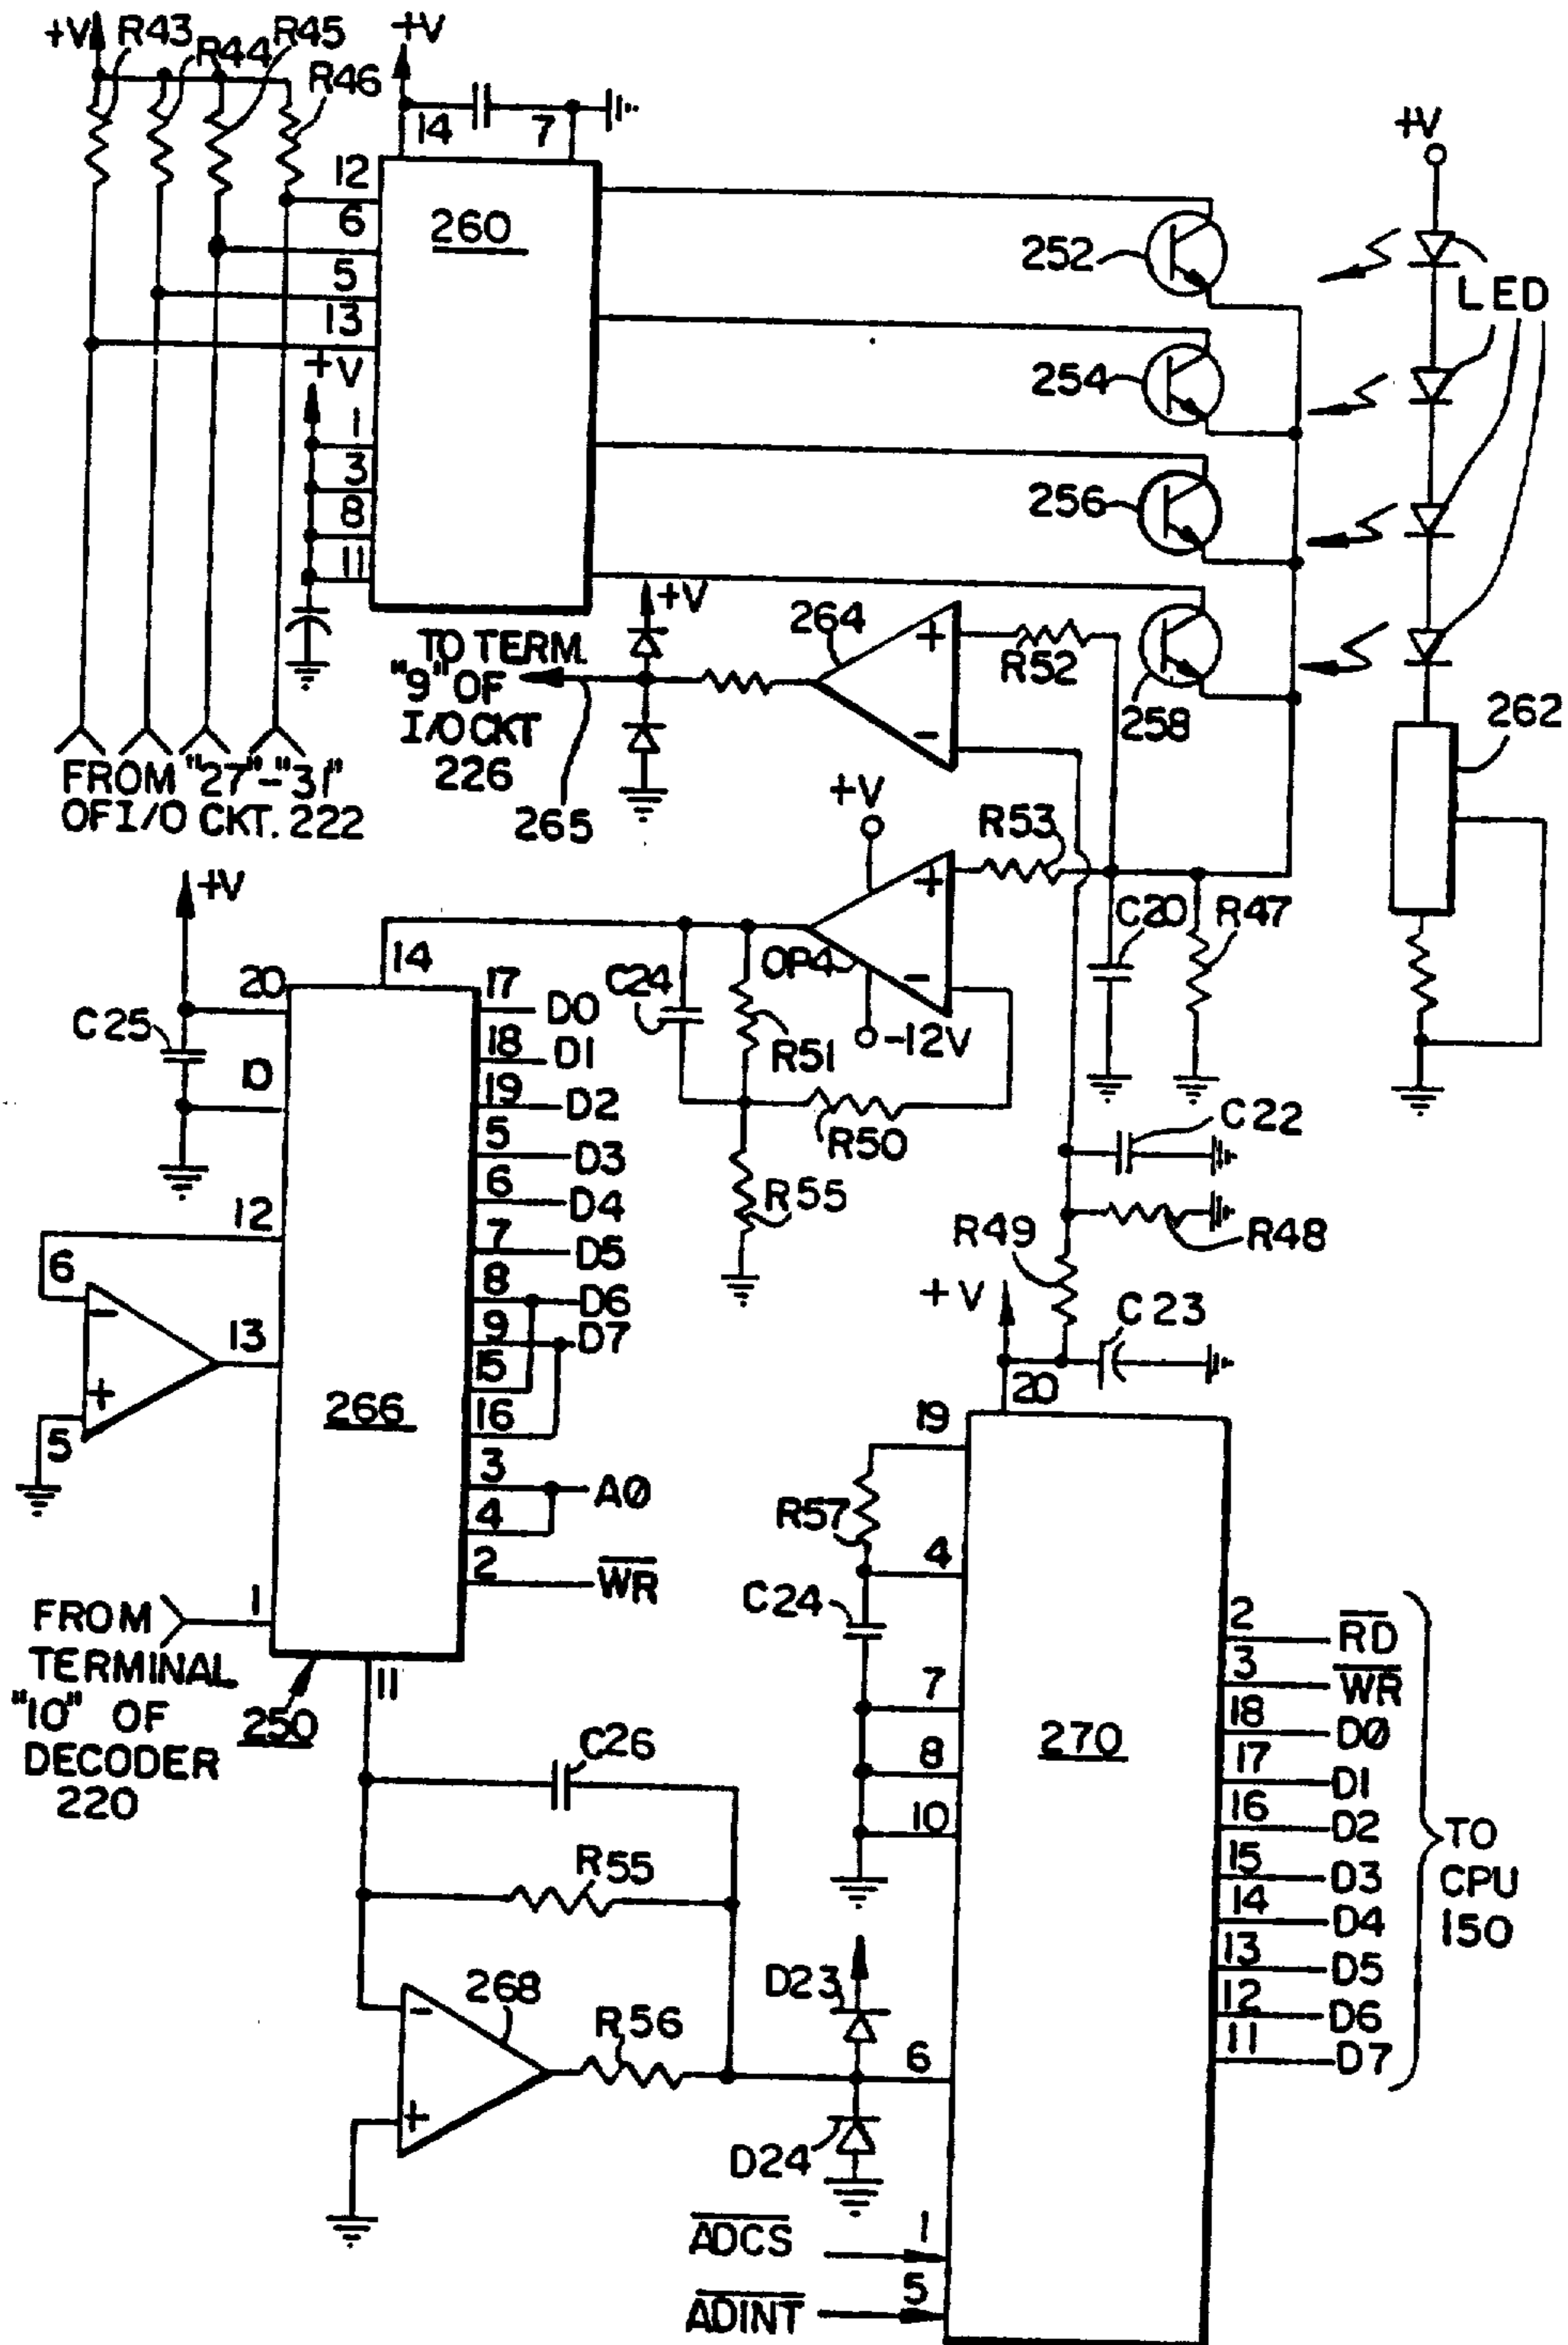 +V
R43
R44
R45
R46
+V
14
7
12
6
5
13
+V
1
3
8
11
260
252
254
256
258
+V
LED
262
+V
264
R52
TO TERM.
"9" OF
I/O CKT
226
265
FROM "27"-"31"
OF I/O CKT. 222
+V
R53
+
-
OP4
-12V
C20
R47
+
-
+V
C25
20
10
14
17
D0
18
D1
19
D2
5
D3
6
D4
7
D5
8
D6
9
D7
15
16
3
A0
4
2
WR
C24
R51
R50
R55
C22
R48
R49
+V
C23
20
12
6
-
13
+
5
266
1
FROM
TERMINAL
"10" OF
DECODER
220
250
11
C26
R55
268
-
+
R56
D23
D24
19
R57
4
C24
7
8
10
6
270
2
RD
3
WR
18
D0
17
D1
16
D2
15
D3
14
D4
13
D5
12
D6
11
D7
TO
CPU
150
ADCS
1
ADINT
5